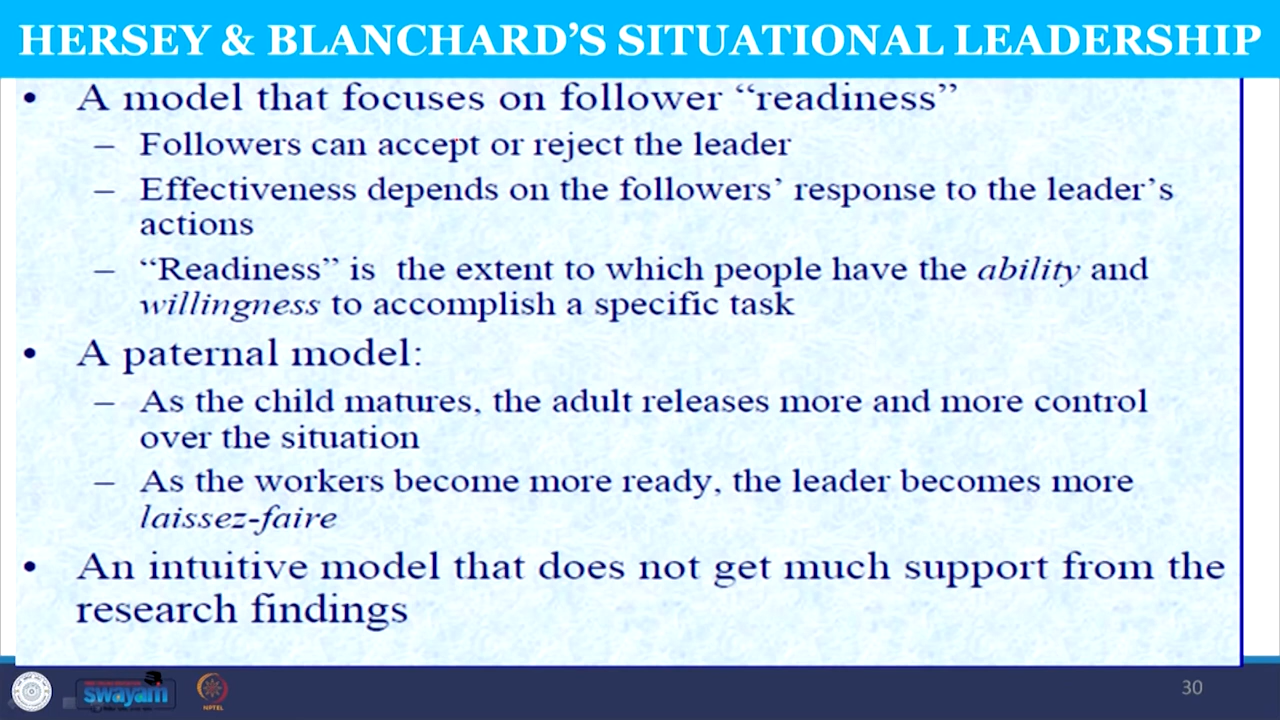 HERSEY & BLANCHARD'S SITUATIONAL LEADERSHIP
• A model that focuses on follower “readiness”
– Followers can accept or reject the leader
– Effectiveness depends on the followers’ response to the leader’s
actions
– “Readiness” is the extent to which people have the ability and
willingness to accomplish a specific task
• A paternal model:
– As the child matures, the adult releases more and more control
over the situation
– As the workers become more ready, the leader becomes more
laissez-faire
• An intuitive model that does not get much support from the
research findings
swayam
NPTEL
30